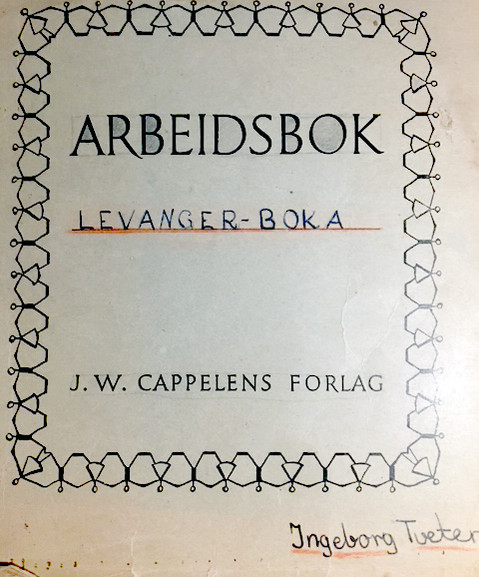 ARBEIDSBOK
LEVANGER-BOKA
J. W. CAPPELENS FORLAG
Ingeborg Tveter